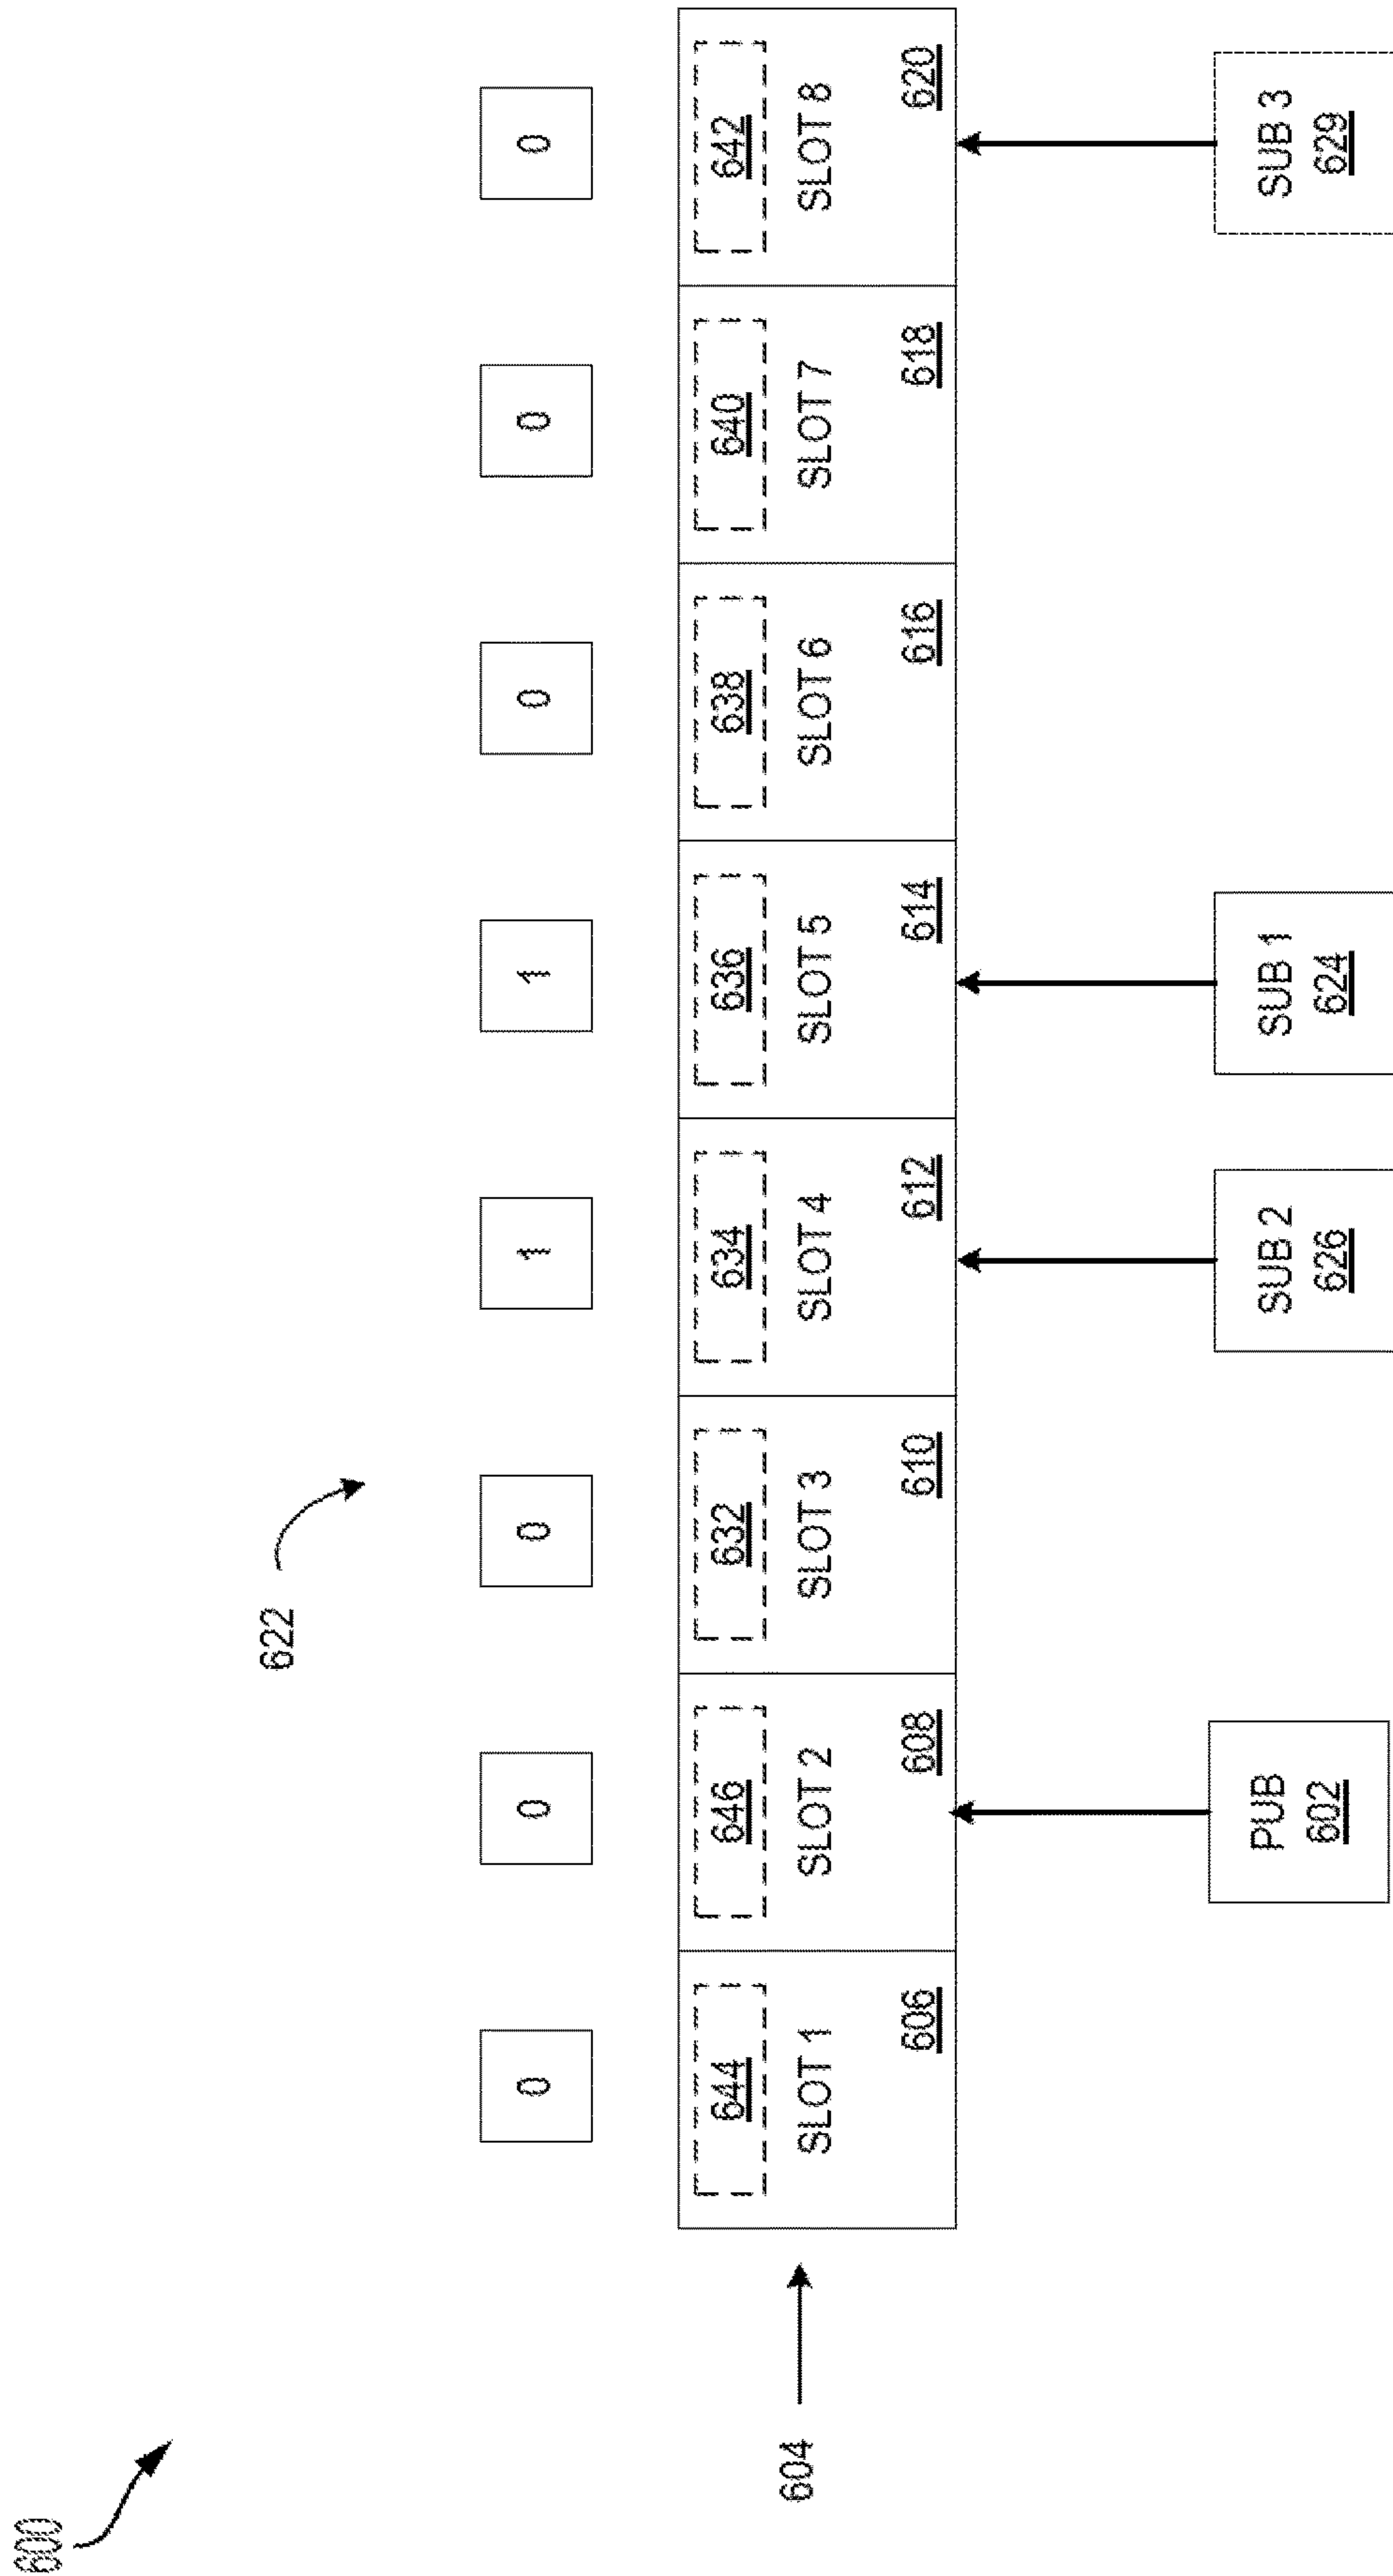 600
622
0
0
0
1
1
0
0
0
604
644
SLOT 1
606
646
SLOT 2
608
632
SLOT 3
610
634
SLOT 4
612
636
SLOT 5
614
638
SLOT 6
616
640
SLOT 7
618
642
SLOT 8
620
PUB
602
SUB 2
626
SUB 1
624
SUB 3
629